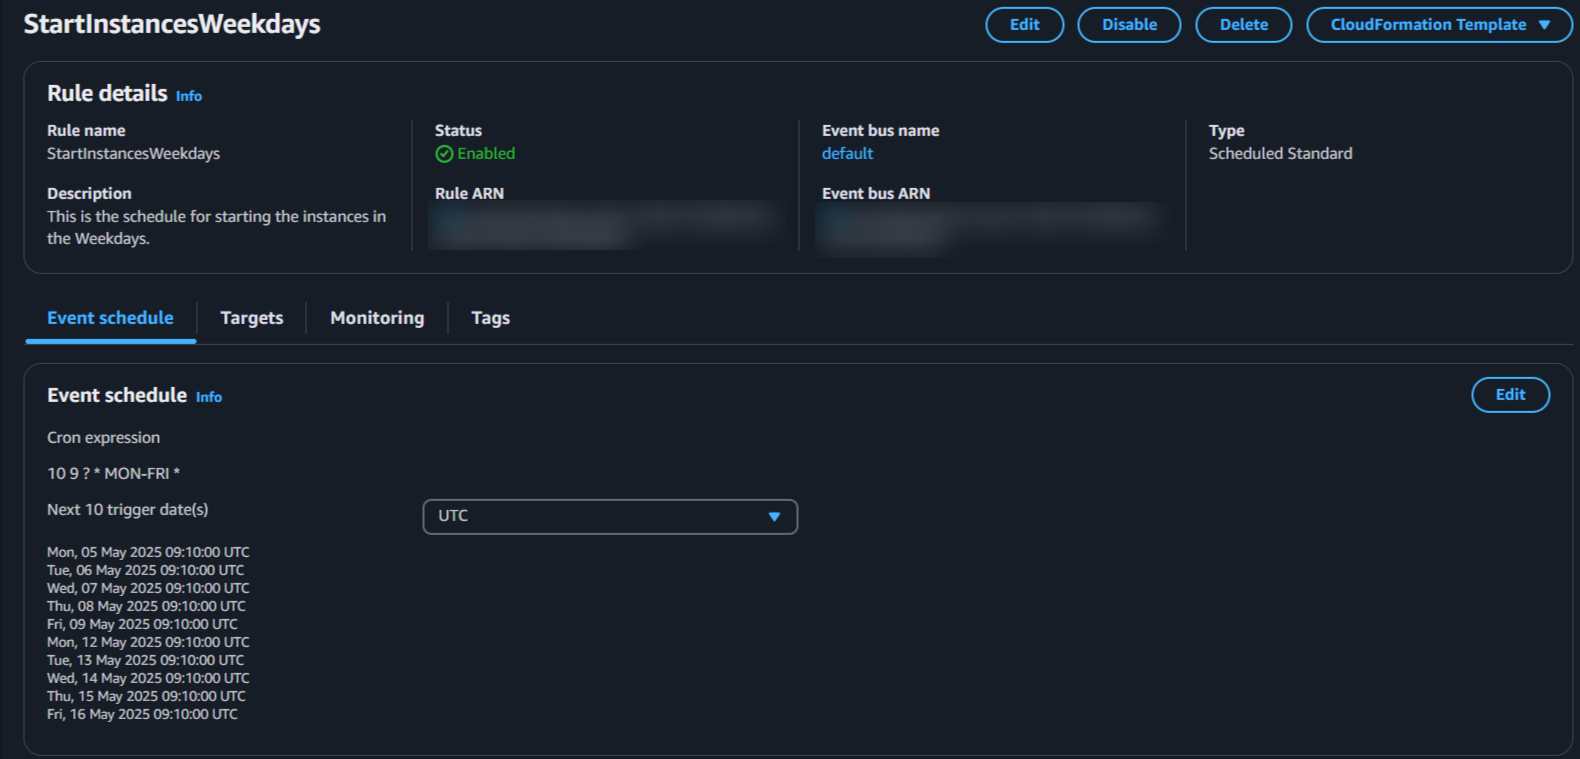 StartInstancesWeekdays
Edit
Disable
Delete
CloudFormation Template
Rule details Info
Rule name
StartInstancesWeekdays
Description
This is the schedule for starting the instances in
the Weekdays.
Status
Enabled
Rule ARN
Event bus name
default
Event bus ARN
Type
Scheduled Standard
Event schedule
Targets
Monitoring
Tags
Event schedule Info
Edit
Cron expression
10 9 ? * MON-FRI *
Next 10 trigger date(s)
UTC
Mon, 05 May 2025 09:10:00 UTC
Tue, 06 May 2025 09:10:00 UTC
Wed, 07 May 2025 09:10:00 UTC
Thu, 08 May 2025 09:10:00 UTC
Fri, 09 May 2025 09:10:00 UTC
Mon, 12 May 2025 09:10:00 UTC
Tue, 13 May 2025 09:10:00 UTC
Wed, 14 May 2025 09:10:00 UTC
Thu, 15 May 2025 09:10:00 UTC
Fri, 16 May 2025 09:10:00 UTC